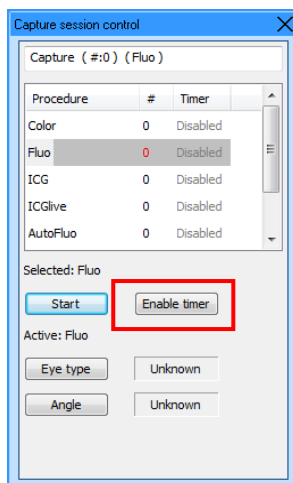 Capture session control
Capture ( #:0 ) ( Fluo )
Procedure # Timer
Color 0 Disabled
Fluo 0 Disabled
ICG 0 Disabled
ICGlive 0 Disabled
AutoFluo 0 Disabled
Selected: Fluo
Start Enable timer
Active: Fluo
Eye type Unknown
Angle Unknown